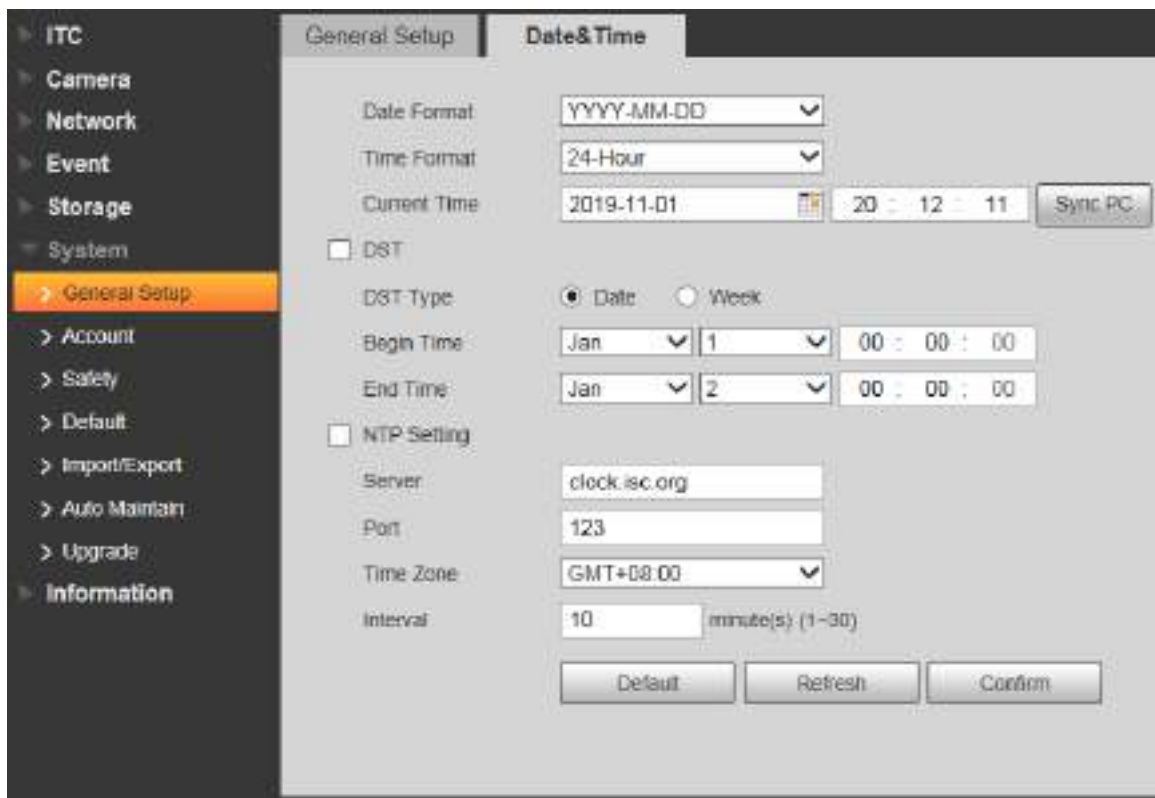 ITC
Camera
Network
Event
Storage
System
General Setup
Account
Safety
Default
Import/Export
Auto Maintain
Upgrade
Information
General Setup Date&Time
Date Format YYYY-MM-DD
Time Format 24-Hour
Current Time 2019-11-01 20 : 12 : 11 Sync PC
DST
DST Type Date Week
Begin Time Jan 1 00 : 00 : 00
End Time Jan 2 00 : 00 : 00
NTP Setting
Server clock.isc.org
Port 123
Time Zone GMT+08:00
Interval 10 minute(s) (1~30)
Default Refresh Confirm